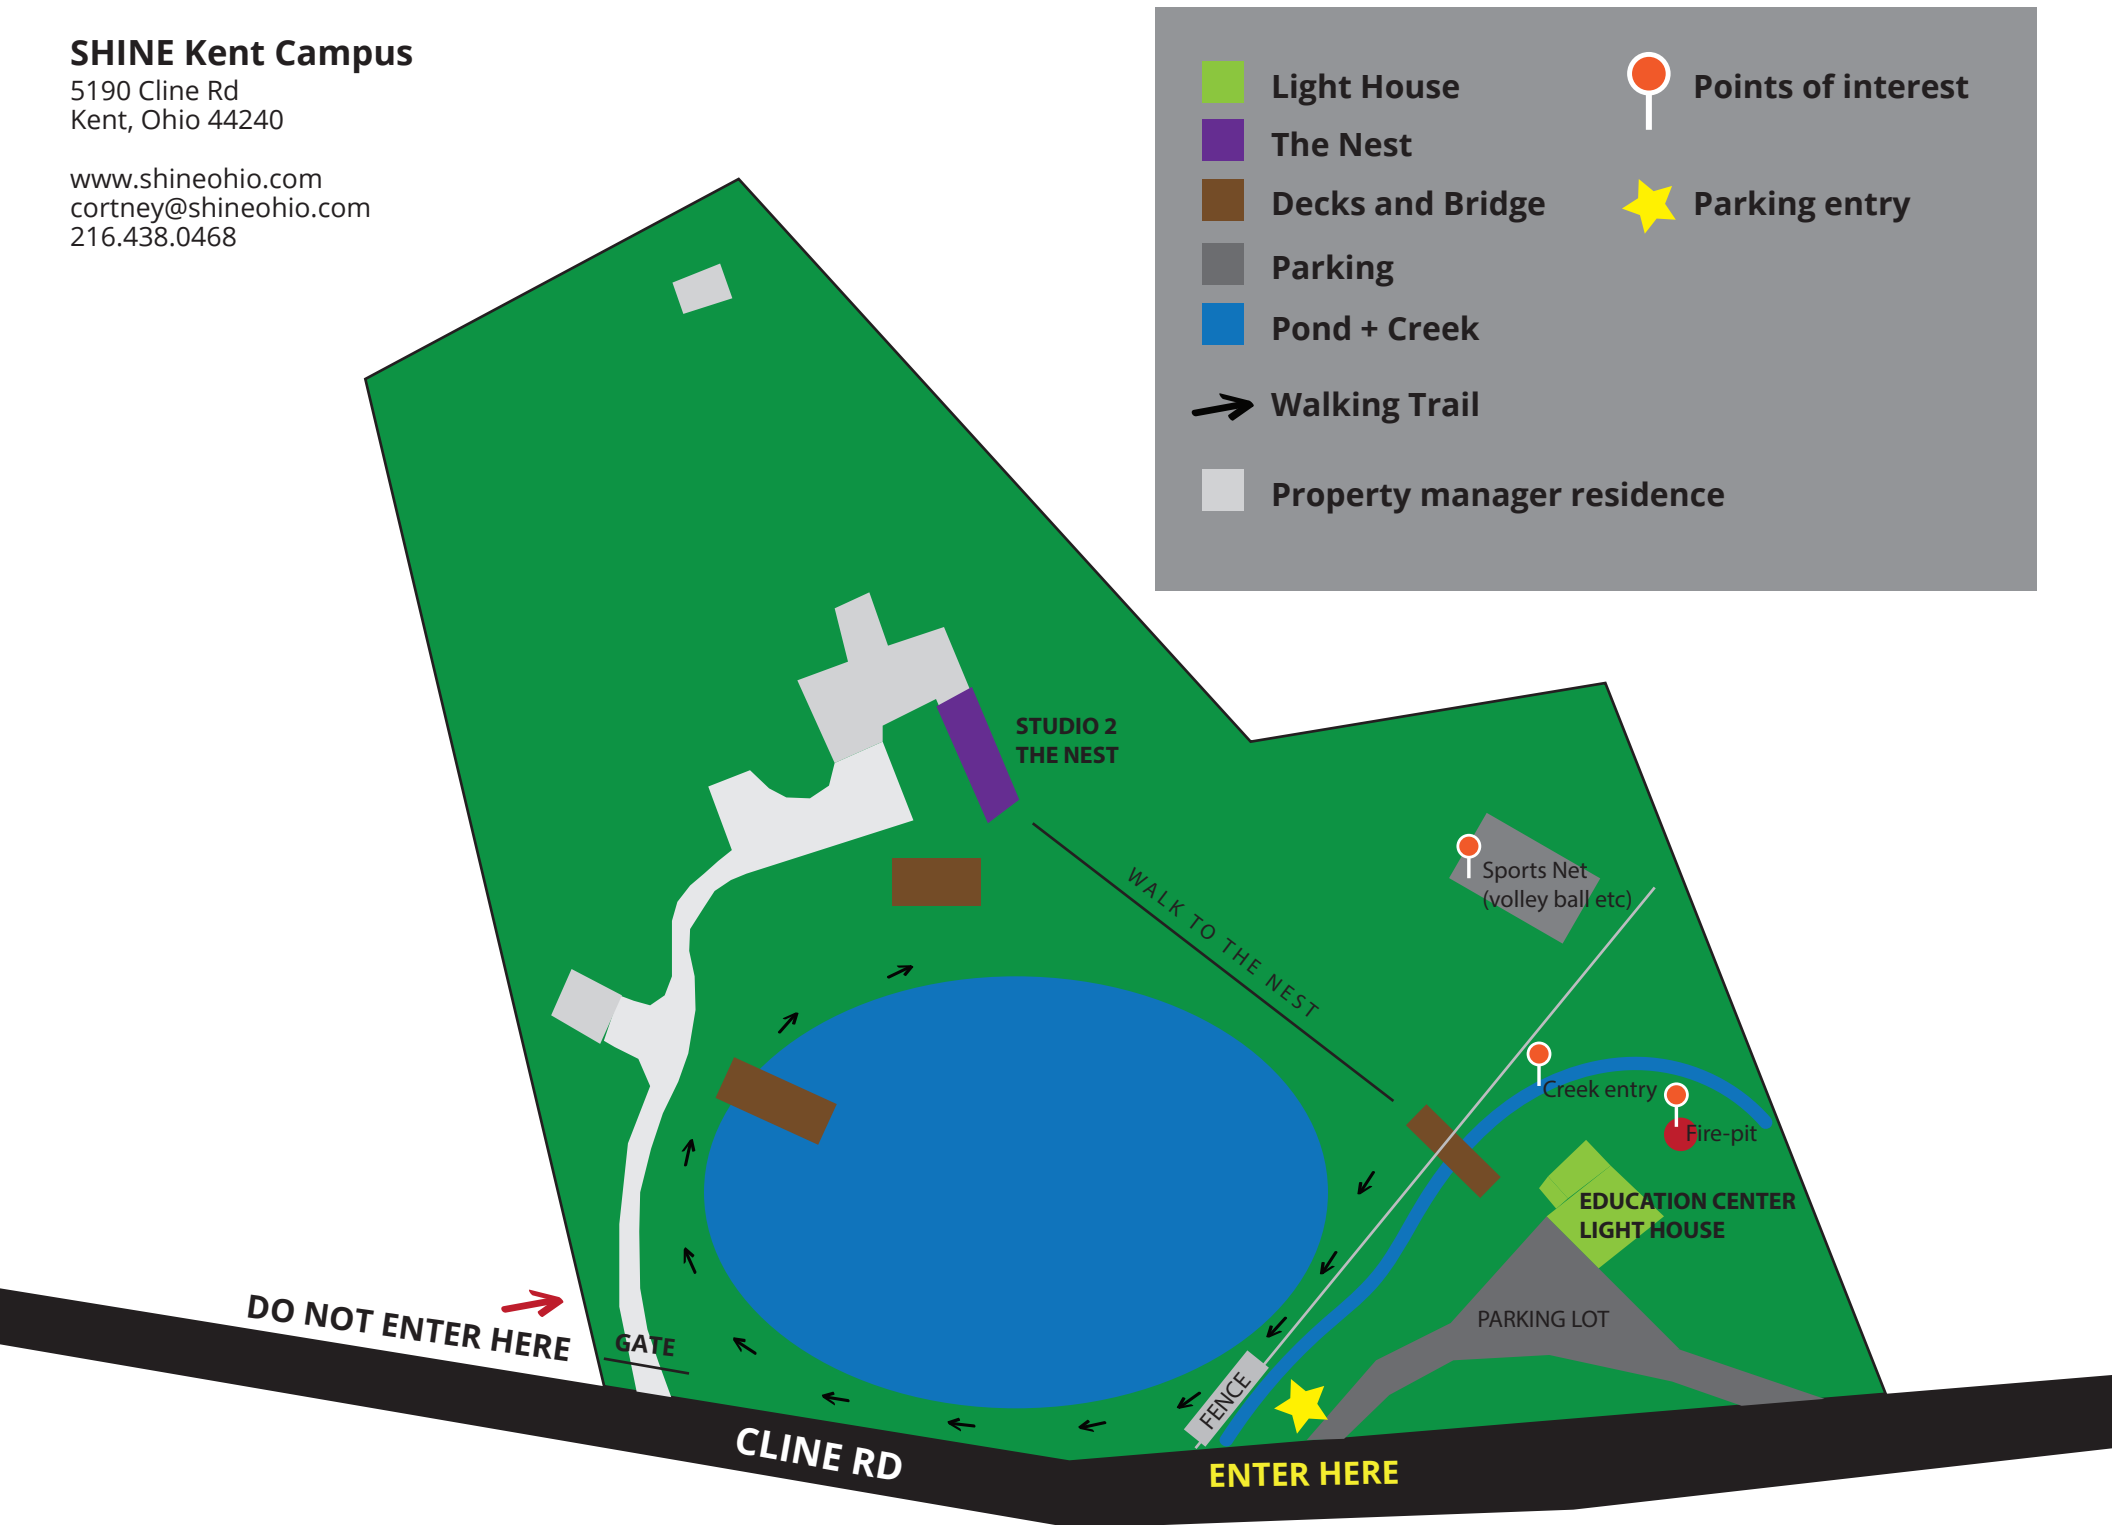 SHINE Kent Campus
5190 Cline Rd
Kent, Ohio 44240
www.shineohio.com
cortney@shineohio.com
216.438.0468
Light House
The Nest
Decks and Bridge
Parking
Pond + Creek
Walking Trail
Property manager residence
Points of interest
Parking entry
STUDIO 2
THE NEST
WALK TO THE NEST
Sports Net
(volley ball etc)
Creek entry
Fire-pit
EDUCATION CENTER
LIGHT HOUSE
PARKING LOT
DO NOT ENTER HERE
GATE
FENCE
CLINE RD
ENTER HERE